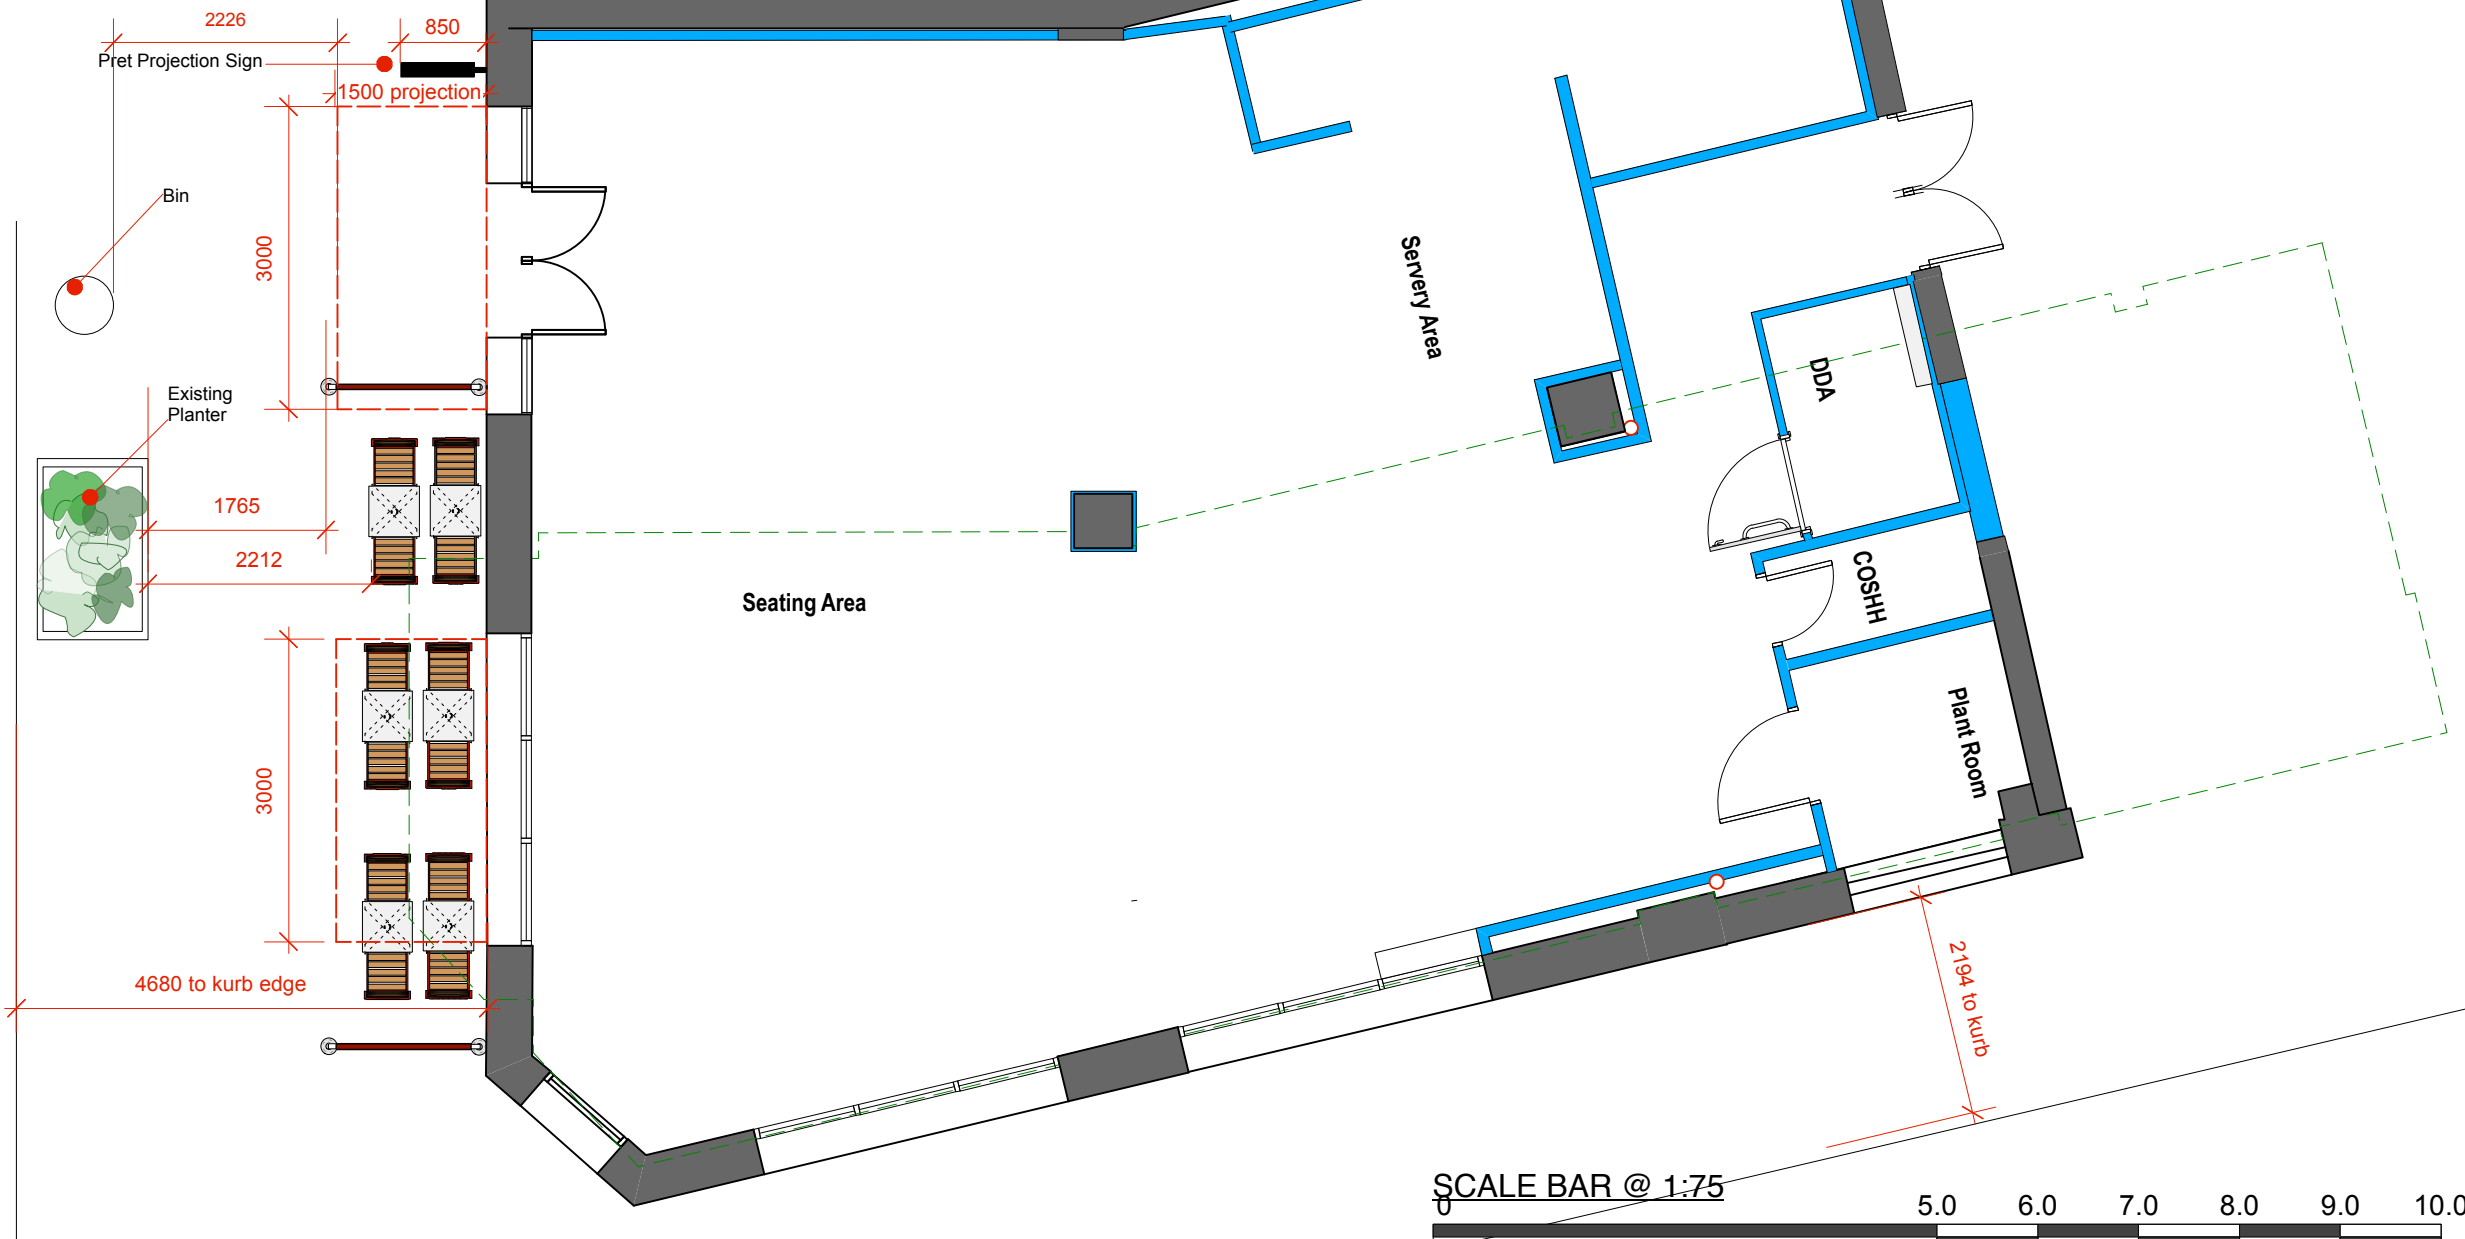 2226
850
Pret Projection Sign
1500 projection
Bin
3000
Servery Area
Existing
Planter
DDA
1765
2212
COSHH
Seating Area
Plant Room
3000
4680 to kurb edge
2194 to kurb
SCALE BAR @ 1:75
0 5.0 6.0 7.0 8.0 9.0 10.0